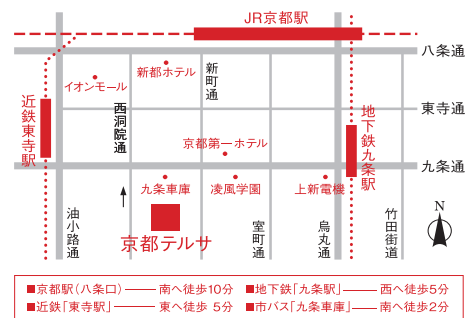 JR京都駅
八条通
新都ホテル
新町通
イオンモール
近鉄東寺駅
西洞院通
東寺通
地下鉄九条駅
京都第一ホテル
九条通
九条車庫
凌風学園
上新電機
油小路通
京都テルサ
室町通
烏丸通
竹田街道
N
■京都駅（八条口）── 南へ徒歩10分
■地下鉄「九条駅」── 西へ徒歩5分
■近鉄「東寺駅」── 東へ徒歩 5分
■市バス「九条車庫」── 南へ徒歩2分